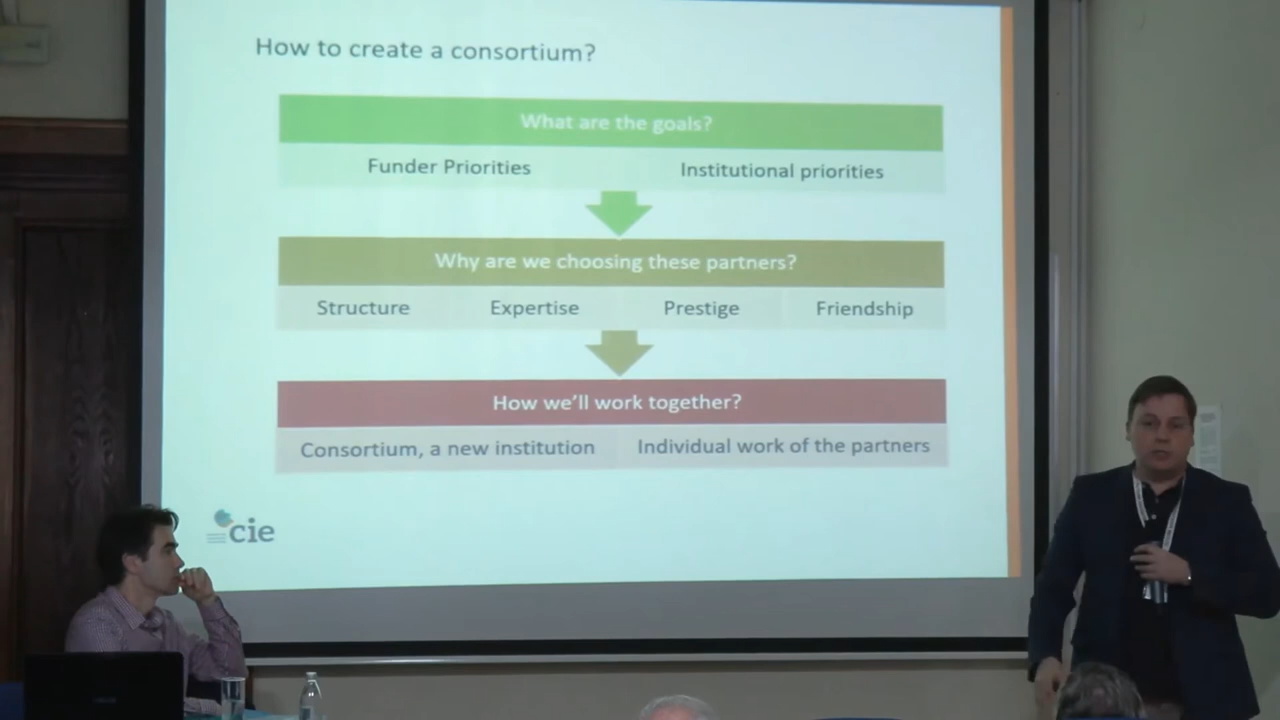 How to create a consortium?
What are the goals?
Funder Priorities
Institutional priorities
Why are we choosing these partners?
Structure
Expertise
Prestige
Friendship
How we'll work together?
Consortium, a new institution
Individual work of the partners
cie